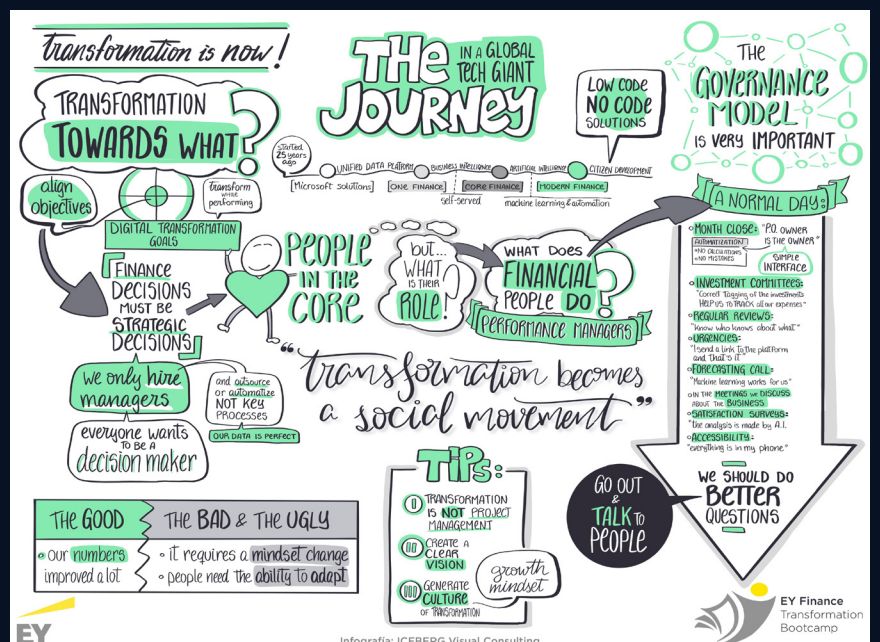 transformation is now!
TRANSFORMATION
TOWARDS WHAT?
align
objectives
transform
while
performing
DIGITAL TRANSFORMATION
GOALS
FINANCE
DECISIONS
MUST BE
STRATEGIC
DECISIONS
we only hire
managers
and outsource
or automatize
NOT KEY
PROCESSES
OUR DATA IS PERFECT
everyone wants
TO BE A
decision maker
THE
JOURNEY
IN A GLOBAL
TECH GIANT
LOW CODE
NO CODE
SOLUTIONS
started
25 years
ago
UNIFIED DATA PLATFORM
BUSINESS INTELLIGENCE
ARTIFICIAL INTELLIGENCE
CITIZEN DEVELOPMENT
[Microsoft solutions]
ONE FINANCE
CORE FINANCE
MODERN FINANCE
self-served
machine learning & automation
PEOPLE
IN THE
CORE
but...
WHAT
IS THEIR
ROLE?
WHAT DOES
FINANCIAL
PEOPLE DO?
PERFORMANCE MANAGERS
"transformation becomes
a social movement"
THE
GOVERNANCE
MODEL
IS VERY IMPORTANT
A NORMAL DAY:
MONTH CLOSE: "P.O. OWNER
IS THE OWNER"
AUTOMATIZATION
NO CALCULATIONS
NO MISTAKES
SIMPLE
INTERFACE
INVESTMENT COMMITTEES:
"Correct tagging of the investments
HELP US TO TRACK all our expenses"
REGULAR REVIEWS:
"Know who knows about what"
URGENCIES:
"I send a link to the platform
and that's it"
FORECASTING CALL:
"Machine learning works for us"
IN THE MEETINGS WE DISCUSS
ABOUT THE BUSINESS
SATISFACTION SURVEYS:
"the analysis is made by A.I.
ACCESSIBILITY:
"everything is in my phone"
WE SHOULD DO
BETTER
QUESTIONS
GO OUT
&
TALK TO
PEOPLE
TIPS:
I TRANSFORMATION
IS NOT PROJECT
MANAGEMENT
II CREATE A
CLEAR
VISION
III GENERATE
CULTURE
OF TRANSFORMATION
growth
mindset
THE GOOD
THE BAD & THE UGLY
our numbers
improved a lot
it requires a mindset change
people need the ability to adapt
EY
Infografía: ICEBERG Visual Consulting
EY Finance
Transformation
Bootcamp